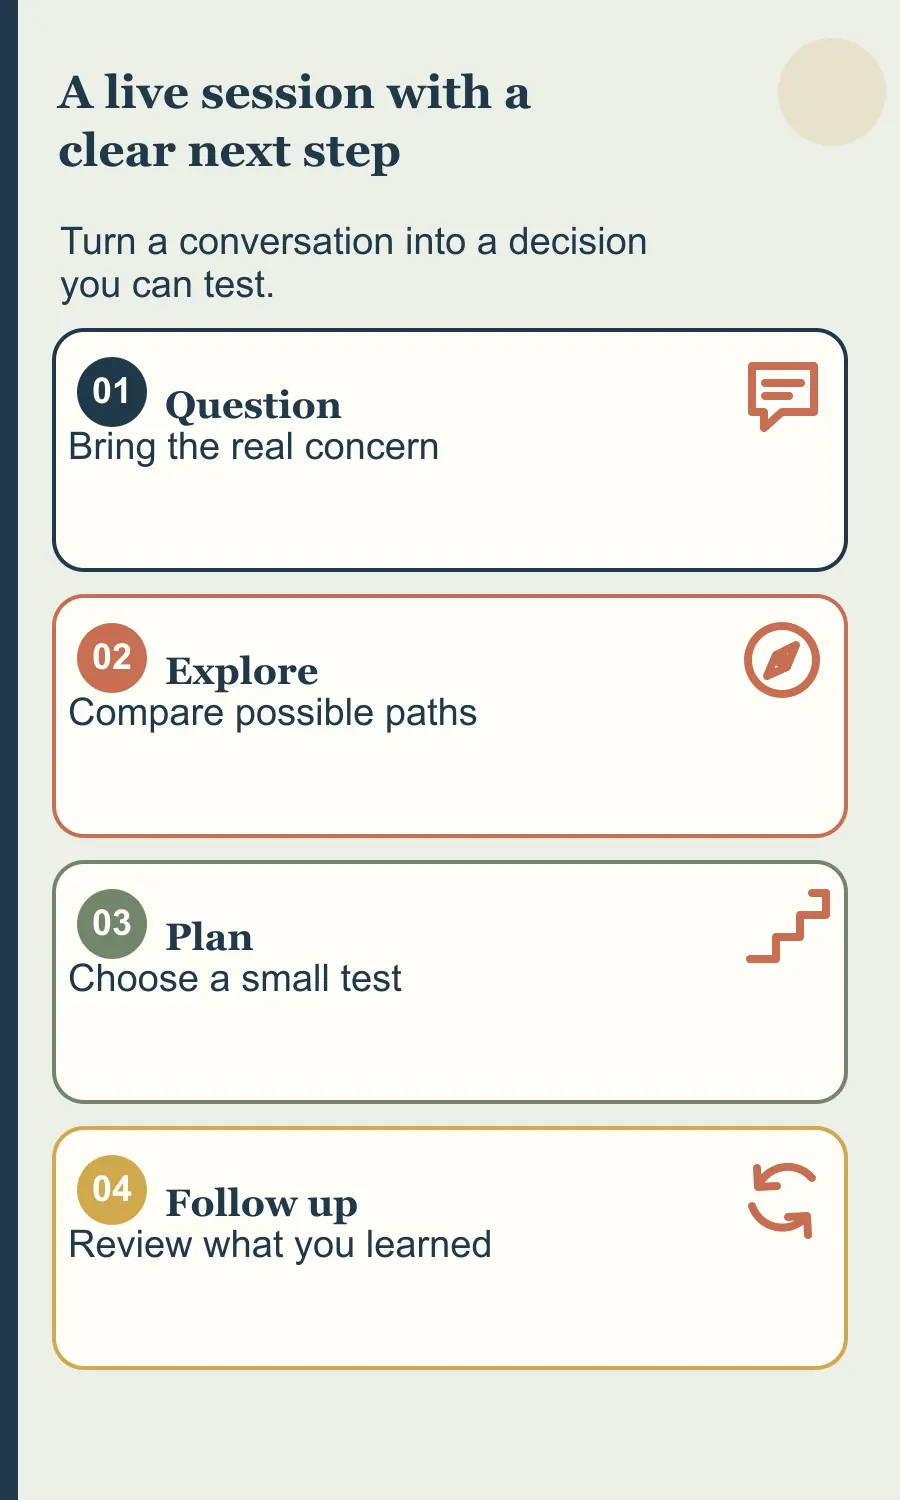 A live session with a
clear next step
Turn a conversation into a decision
you can test.
01
Question
Bring the real concern
02
Explore
Compare possible paths
03
Plan
Choose a small test
04
Follow up
Review what you learned